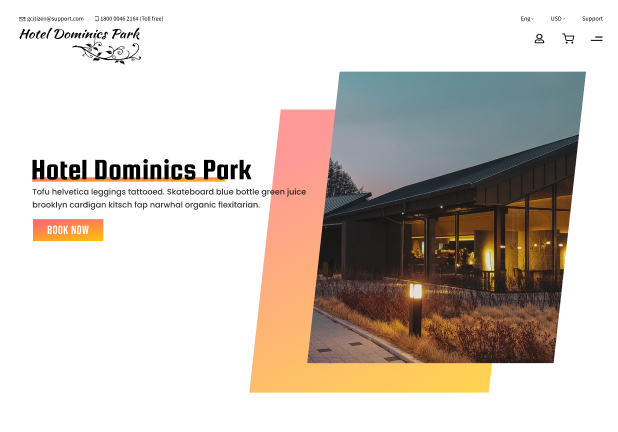 gcitizen@support.com 1800 0046 2164 (Toll free) Eng USD Support
Hotel Dominics Park
Hotel Dominics Park
Tofu helvetica leggings tattooed. Skateboard blue bottle green juice
brooklyn cardigan kitsch fap narwhal organic flexitarian.
BOOK NOW